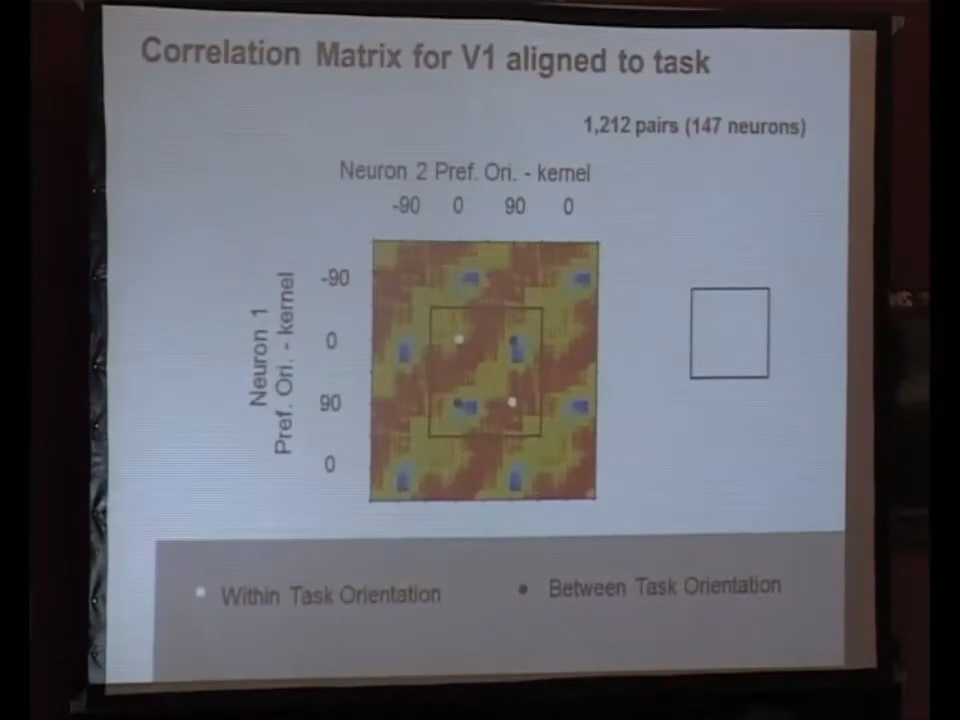 Correlation Matrix for V1 aligned to task
1,212 pairs (147 neurons)
Neuron 2 Pref. Ori. - kernel
-90 0 90 0
Neuron 1
Pref. Ori. - kernel
-90
0
90
0
Within Task Orientation
Between Task Orientation